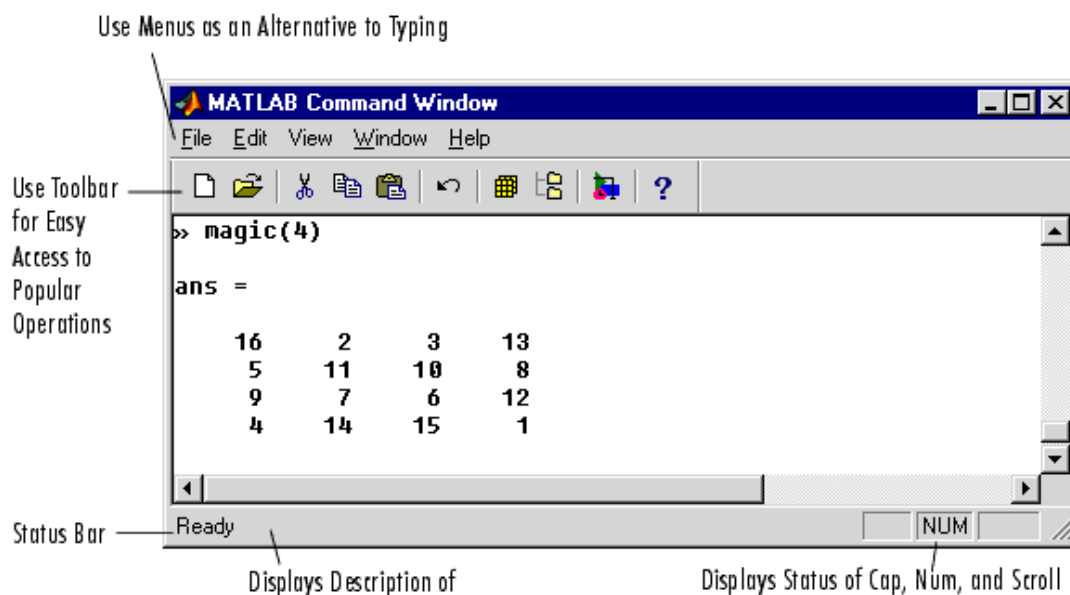 Use Menus as an Alternative to Typing
MATLAB Command Window
File Edit View Window Help
Use Toolbar
for Easy
Access to
Popular
Operations
?
» magic(4)
ans =
16 2 3 13
5 11 10 8
9 7 6 12
4 14 15 1
Status Bar
Ready
NUM
Displays Description of
Displays Status of Cap, Num, and Scroll